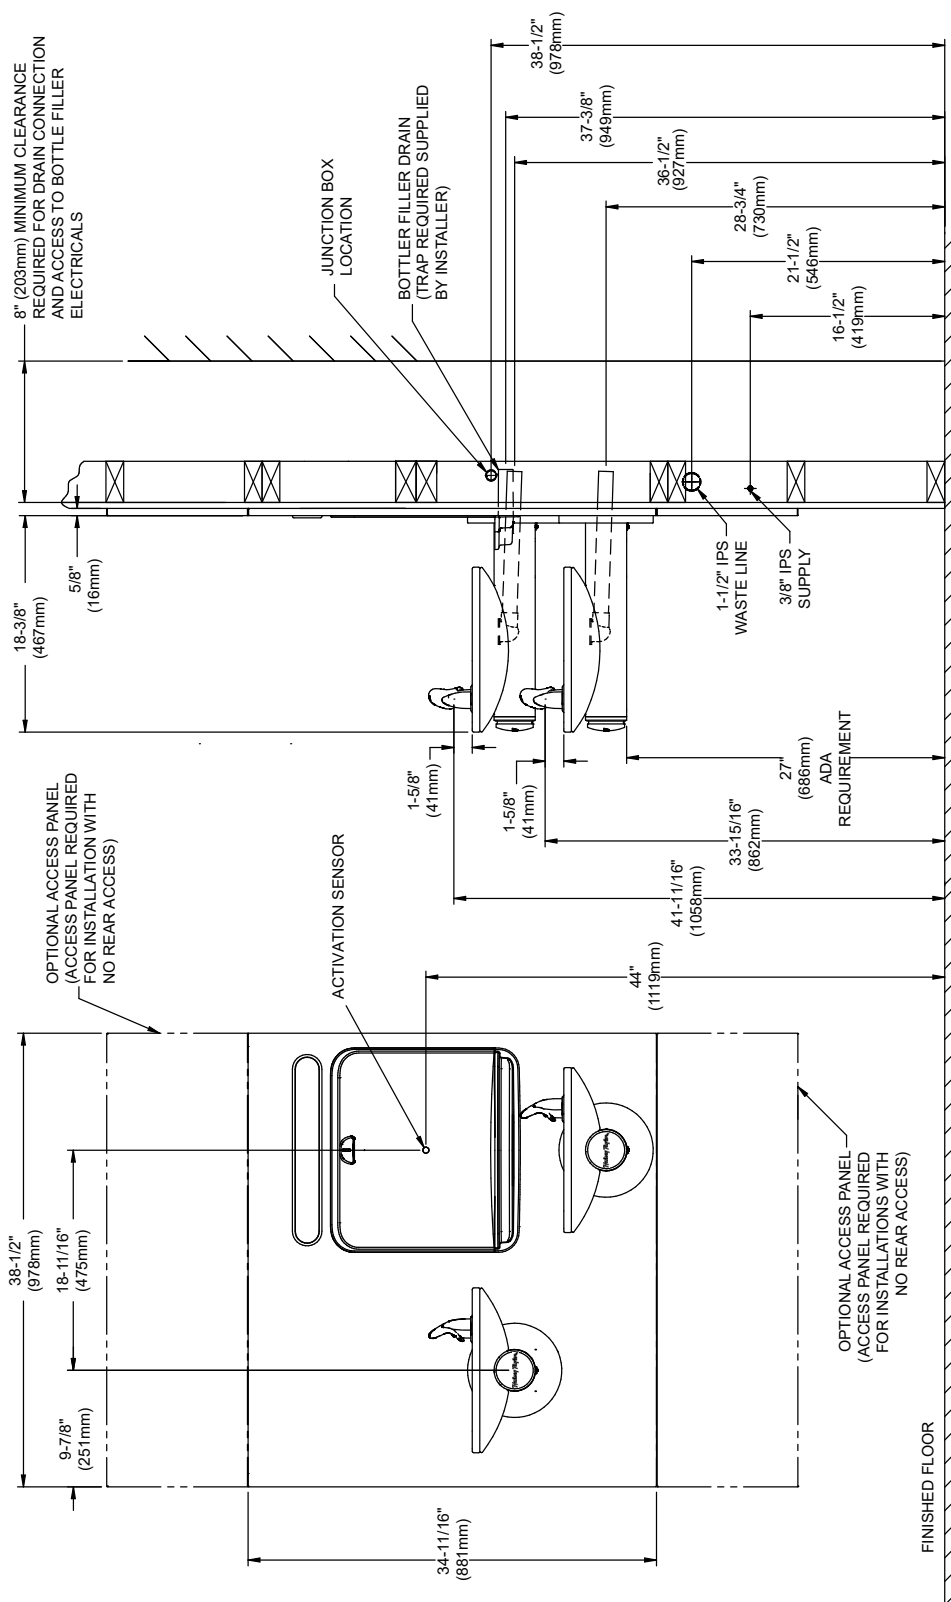 8" (203mm) MINIMUM CLEARANCE
REQUIRED FOR DRAIN CONNECTION
AND ACCESS TO BOTTLE FILLER
ELECTRICALS
18-3/8"
(467mm)
5/8"
(16mm)
JUNCTION BOX
LOCATION
BOTTLER FILLER DRAIN
(TRAP REQUIRED SUPPLIED
BY INSTALLER)
38-1/2"
(978mm)
37-3/8"
(949mm)
36-1/2"
(927mm)
28-3/4"
(730mm)
21-1/2"
(546mm)
16-1/2"
(419mm)
1-1/2" IPS
WASTE LINE
3/8" IPS
SUPPLY
1-5/8"
(41mm)
1-5/8"
(41mm)
27"
(686mm)
ADA
REQUIREMENT
33-15/16"
(862mm)
41-11/16"
(1058mm)
44"
(1119mm)
OPTIONAL ACCESS PANEL
(ACCESS PANEL REQUIRED
FOR INSTALLATION WITH
NO REAR ACCESS)
ACTIVATION SENSOR
38-1/2"
(978mm)
18-11/16"
(475mm)
9-7/8"
(251mm)
34-11/16"
(881mm)
Halsey Taylor
Halsey Taylor
OPTIONAL ACCESS PANEL
(ACCESS PANEL REQUIRED
FOR INSTALLATIONS WITH
NO REAR ACCESS)
FINISHED FLOOR